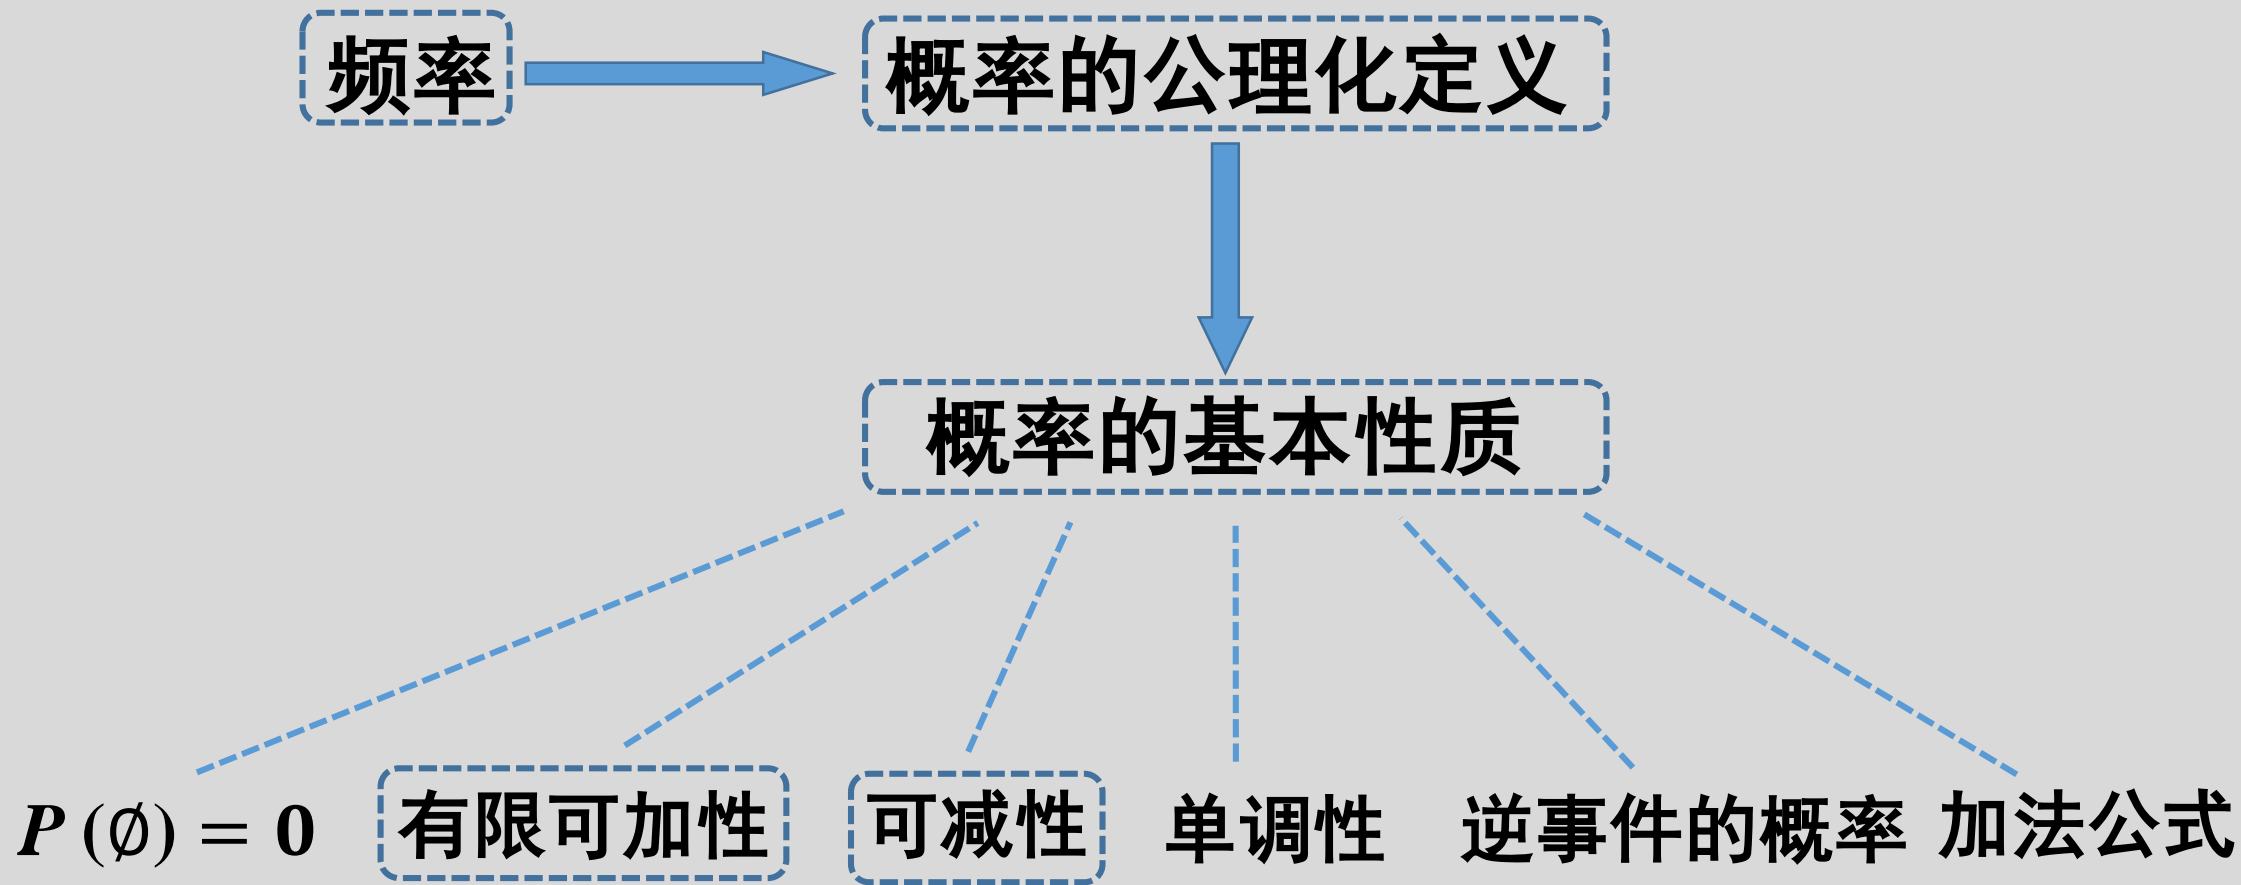 频率
概率的公理化定义
概率的基本性质
P (∅) = 0
有限可加性
可减性
单调性
逆事件的概率
加法公式